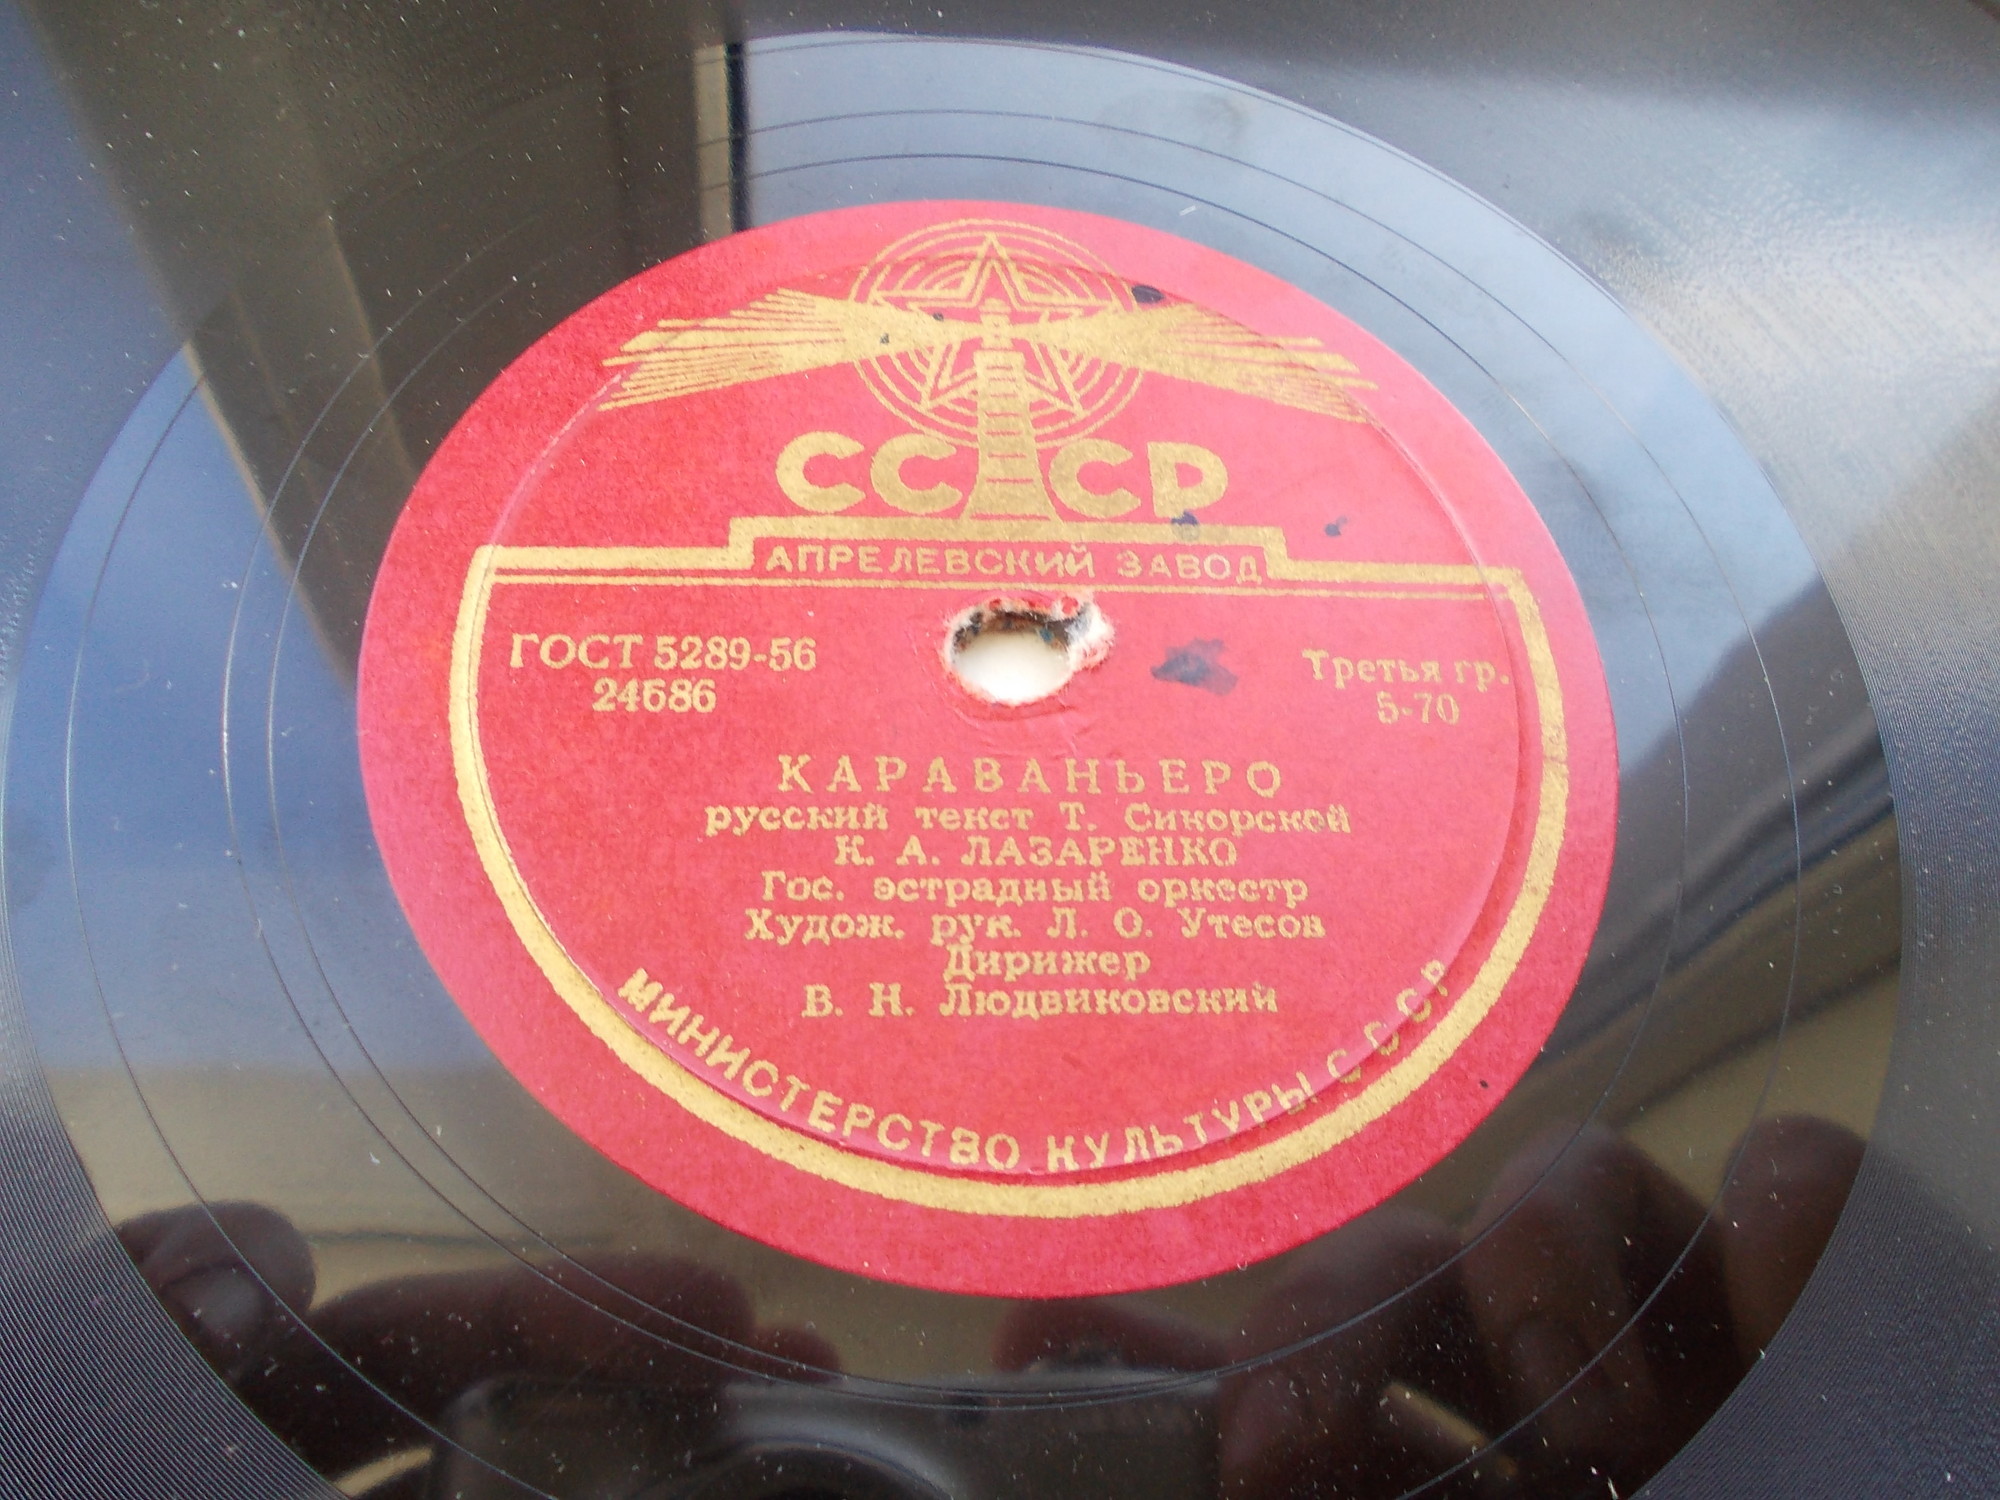 СССР
АПРЕЛЕВСКИЙ ЗАВОД
ГОСТ 5289-56
24686
Третья гр.
5-70
КАРАВАНЬЕРО
русский текст Т. Сикорской
К. А. ЛАЗАРЕНКО
Гос. эстрадный оркестр
Худож. рук. Л. О. Утесов
Дирижер
В. Н. Людвиковский
МИНИСТЕРСТВО КУЛЬТУРЫ СССР